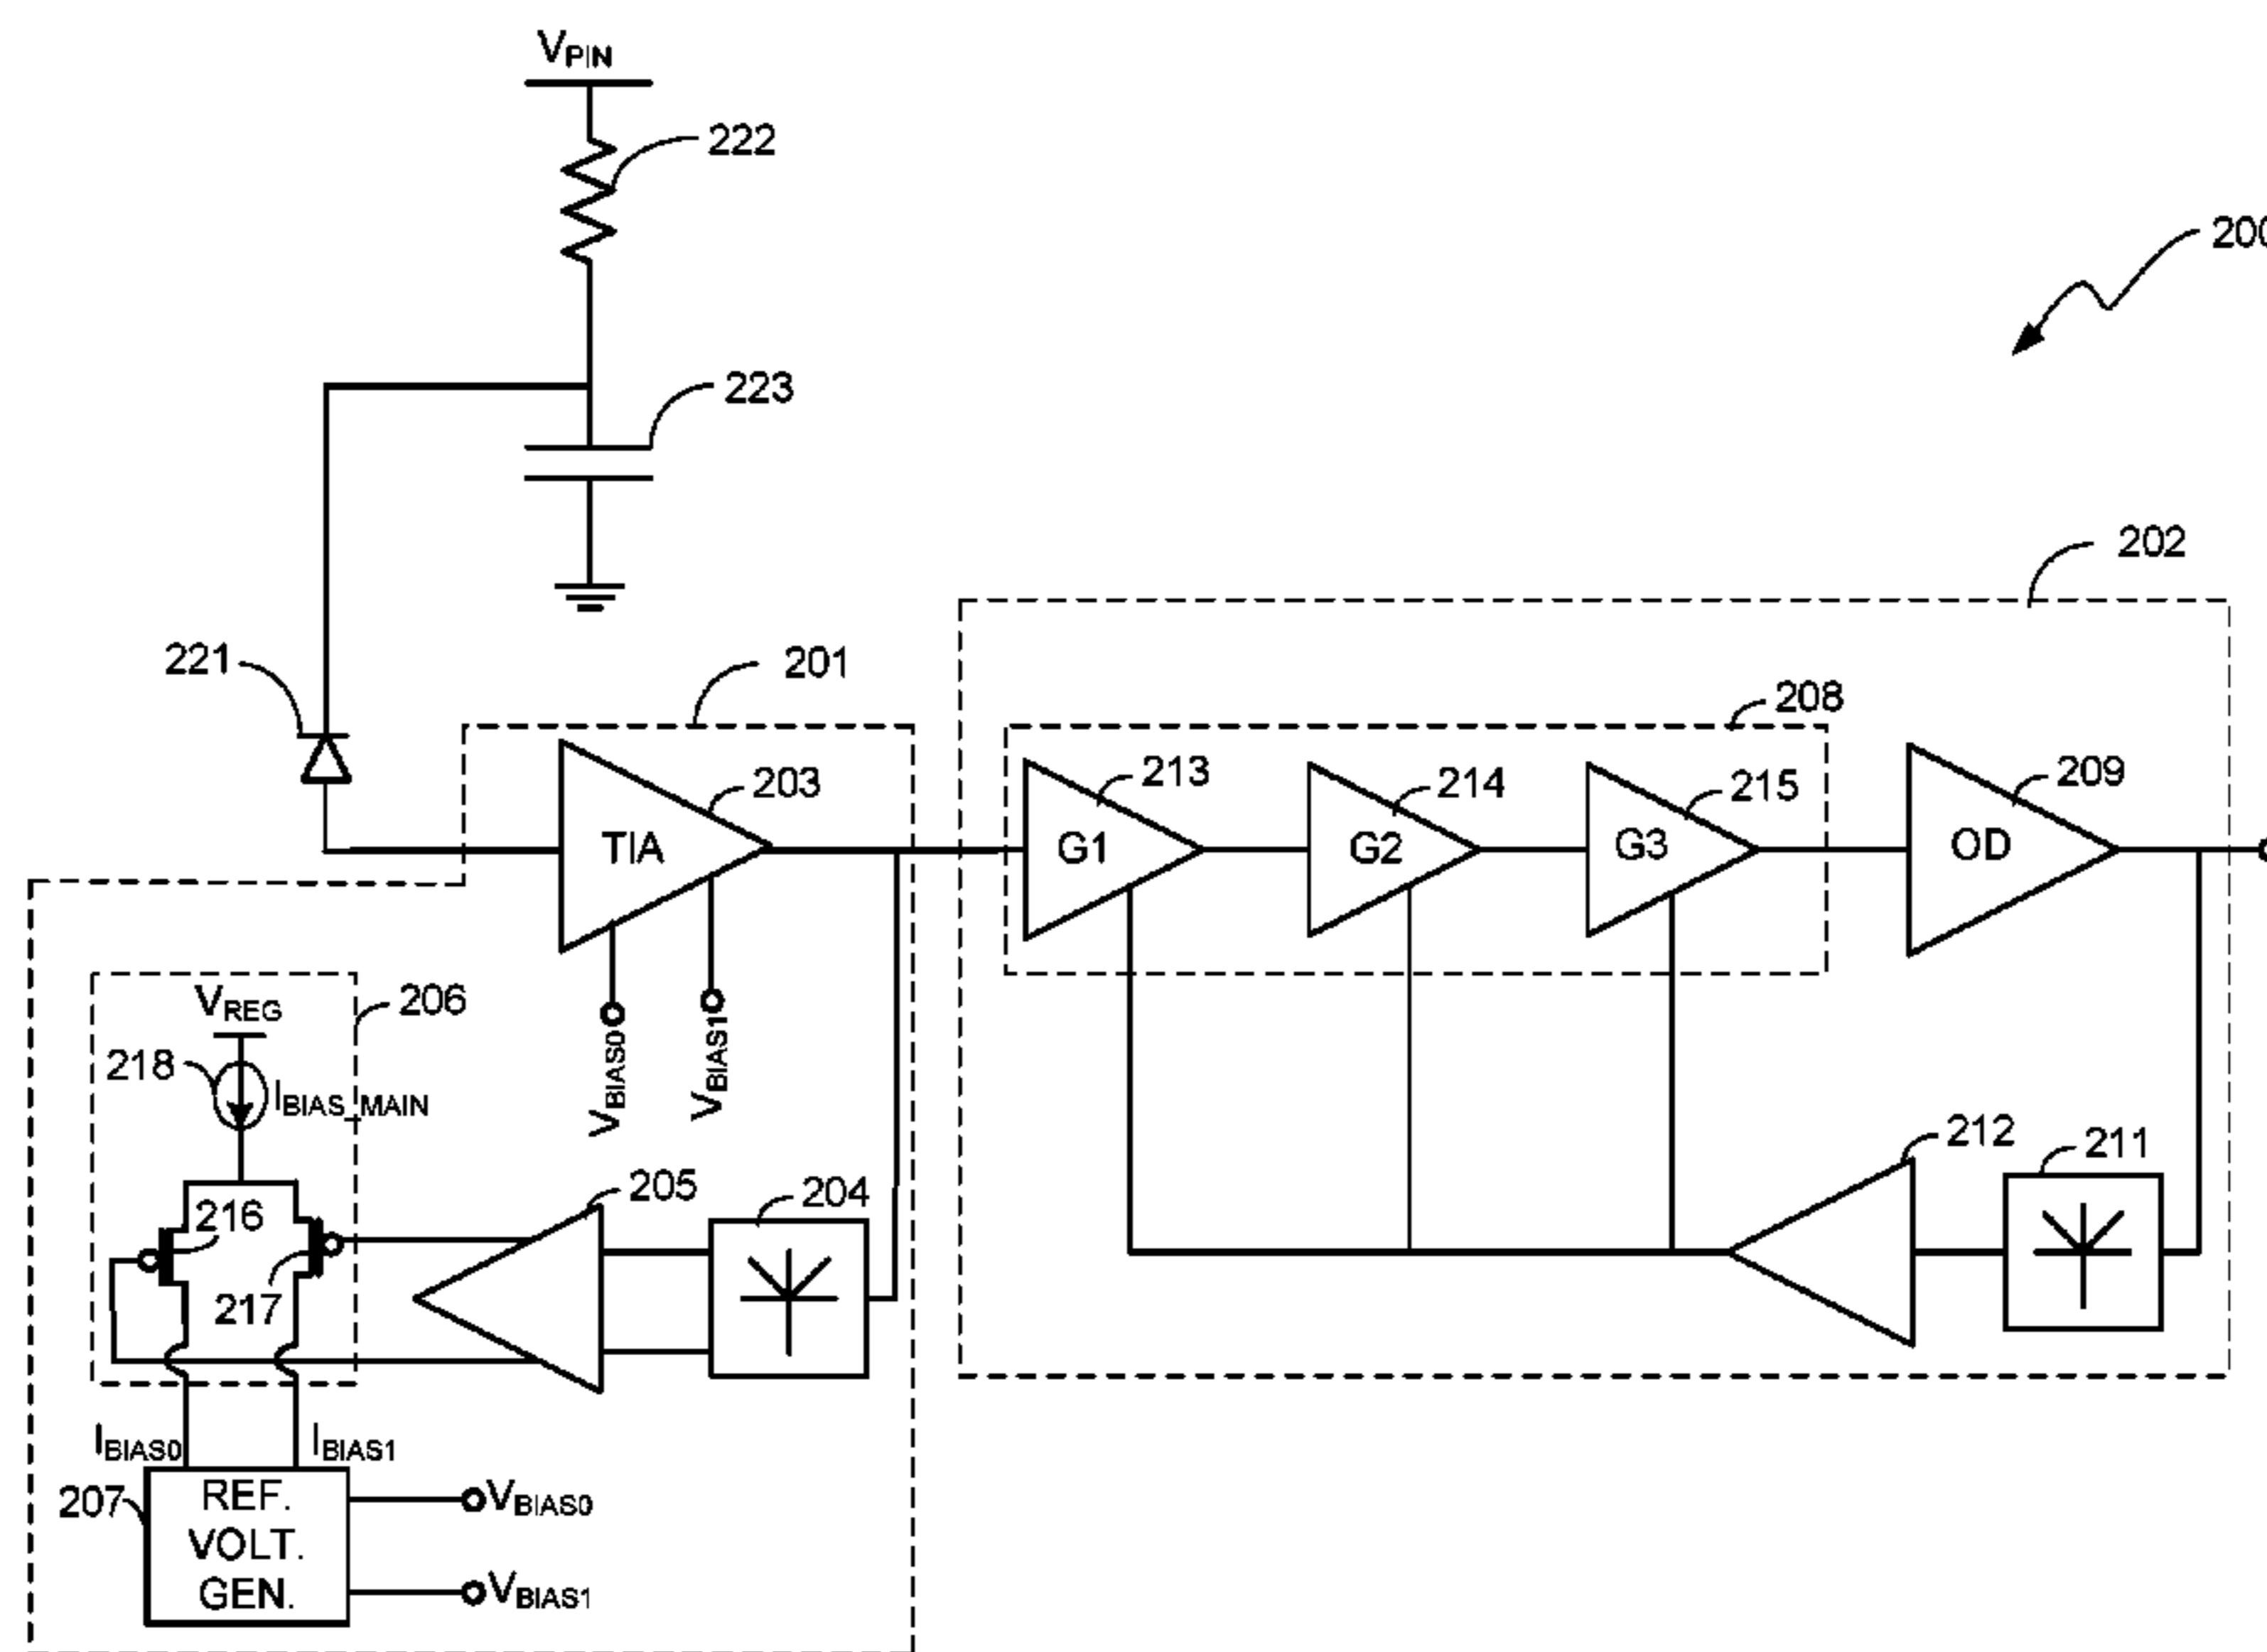 VPIN
222
200
223
202
221
201
208
203
213
214
215
209
TIA
G1
G2
G3
OD
VREG
206
218
IBIAS_MAIN
VBIAS0
VBIAS1
212
211
205
204
216
217
IBIAS0
IBIAS1
207
REF.
VOLT.
GEN.
VBIAS0
VBIAS1